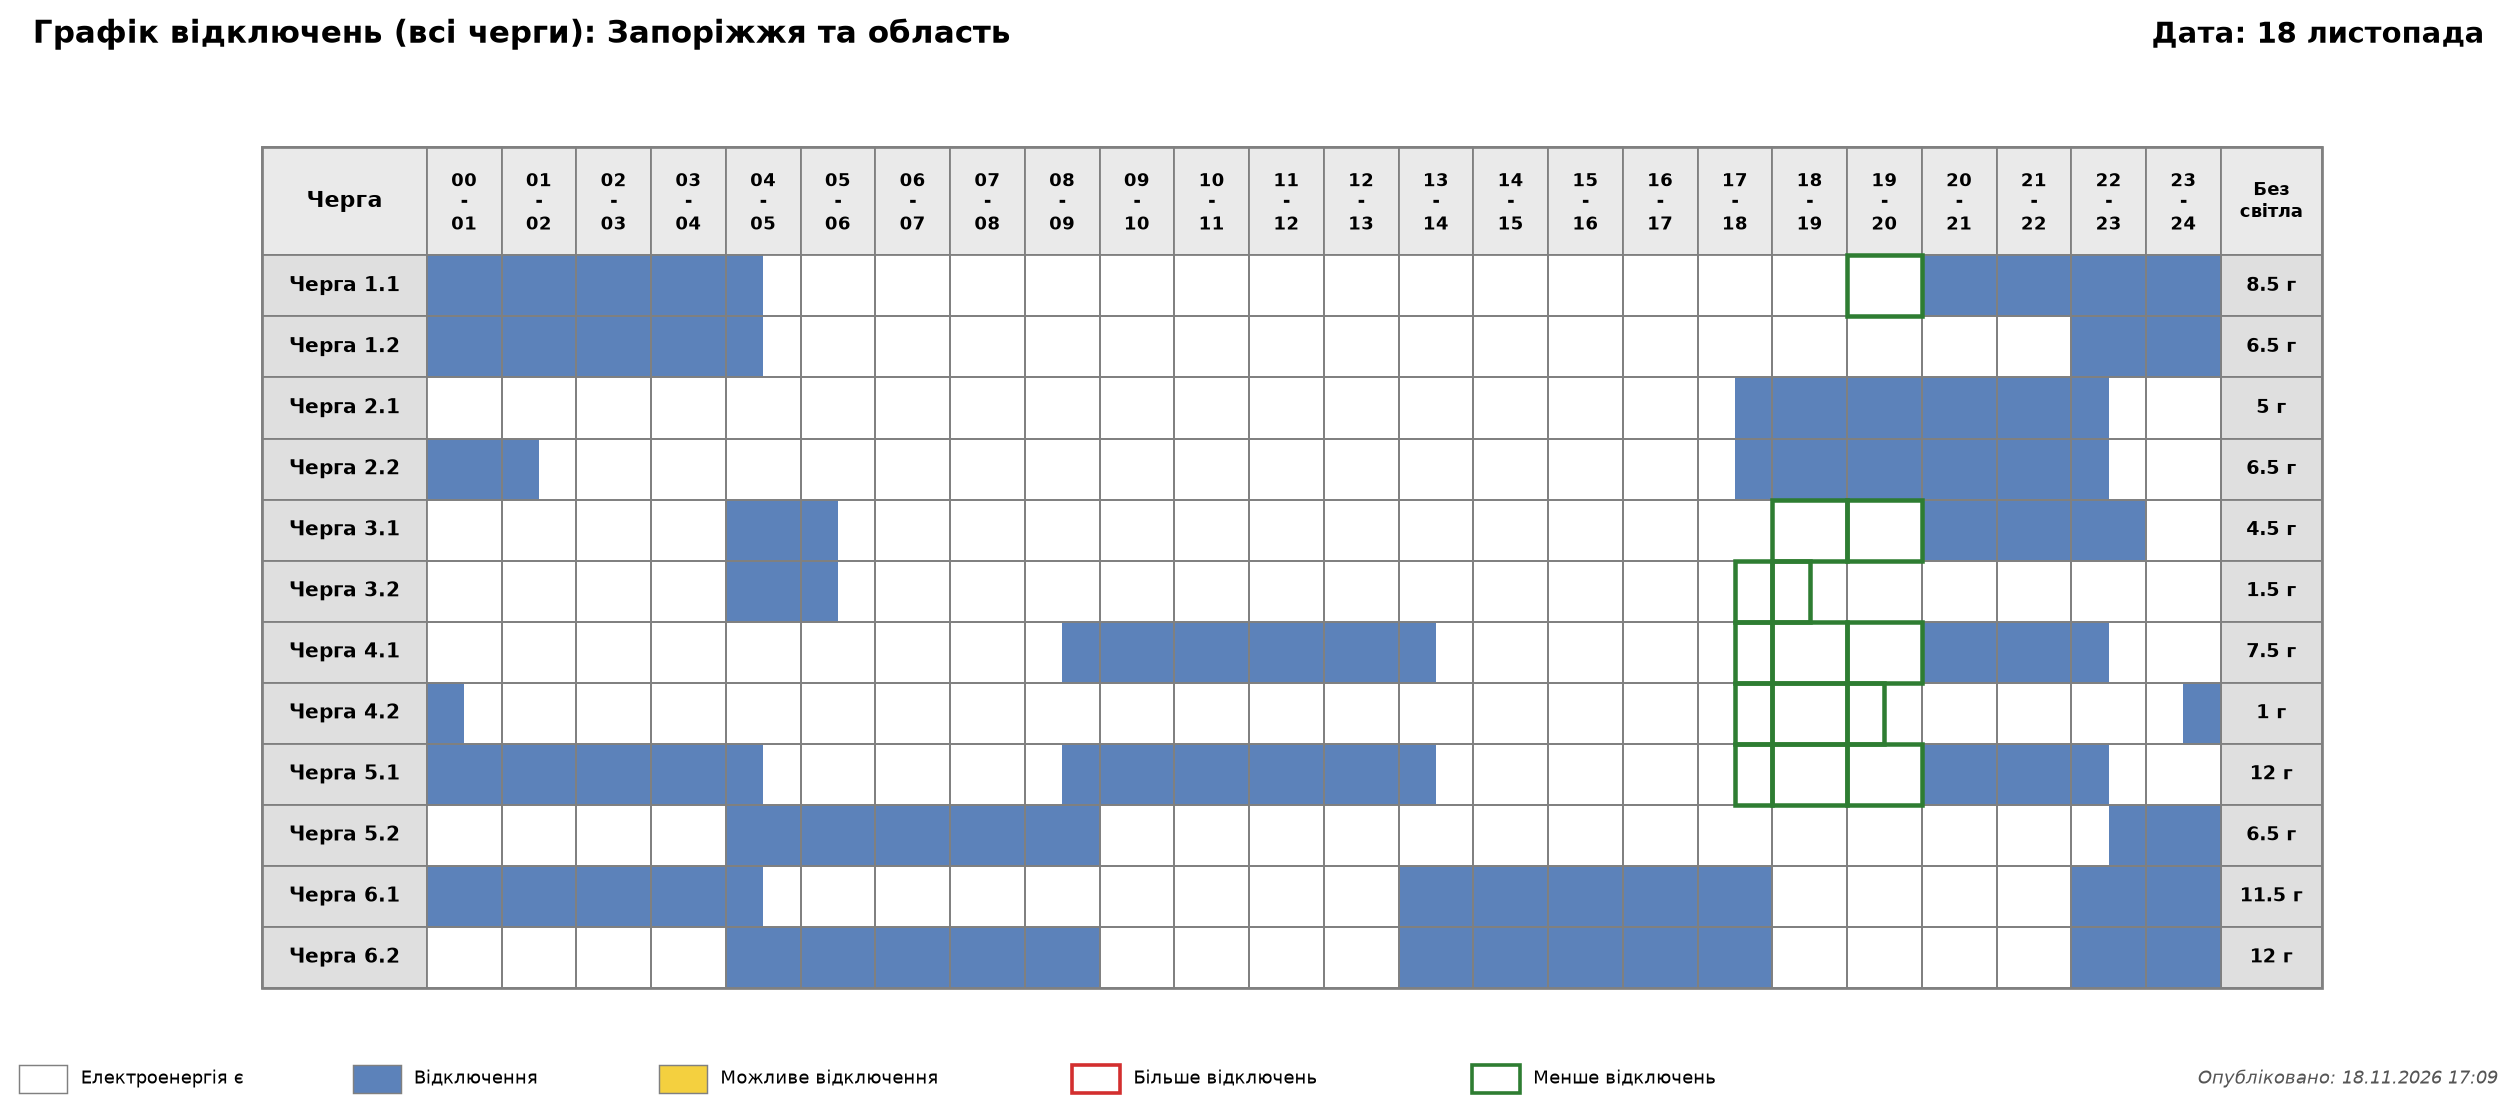 Графік відключень (всі черги): Запоріжжя та область
Дата: 18 листопада
Черга 00 - 01 01 - 02 02 - 03 03 - 04 04 - 05 05 - 06 06 - 07 07 - 08 08 - 09 09 - 10 10 - 11 11 - 12 12 - 13 13 - 14 14 - 15 15 - 16 16 - 17 17 - 18 18 - 19 19 - 20 20 - 21 21 - 22 22 - 23 23 - 24 Без світла
Черга 1.1 8.5 г
Черга 1.2 6.5 г
Черга 2.1 5 г
Черга 2.2 6.5 г
Черга 3.1 4.5 г
Черга 3.2 1.5 г
Черга 4.1 7.5 г
Черга 4.2 1 г
Черга 5.1 12 г
Черга 5.2 6.5 г
Черга 6.1 11.5 г
Черга 6.2 12 г
Електроенергія є
Відключення
Можливе відключення
Більше відключень
Менше відключень
Опубліковано: 18.11.2026 17:09